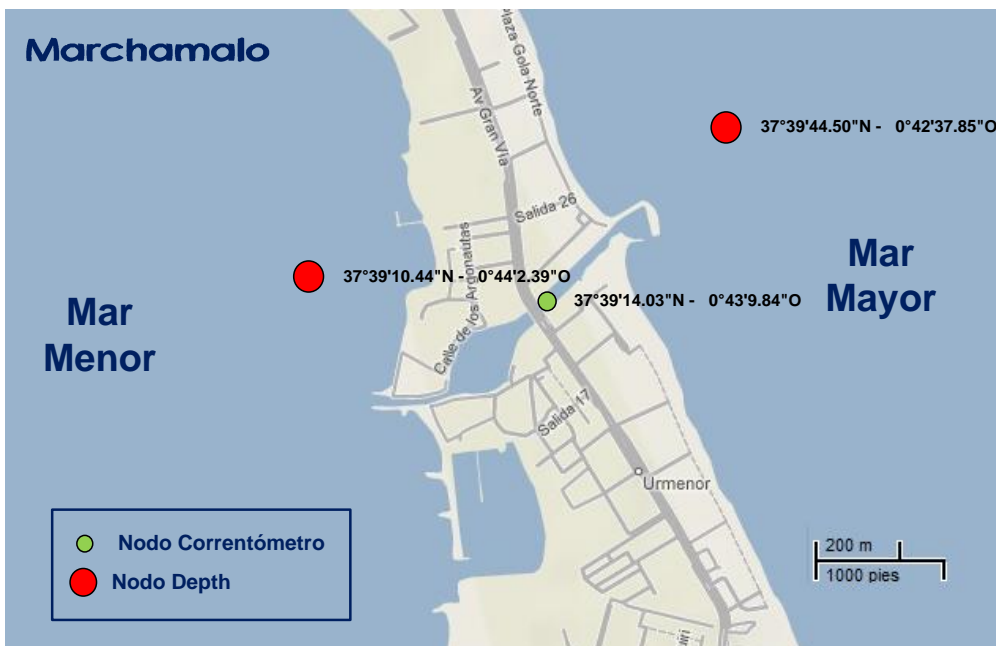 Marchamalo
Plaza Gola Norte
Av Gran Vía
37°39'44.50"N - 0°42'37.85"O
Salida 26
Calle de los Argonautas
37°39'10.44"N - 0°44'2.39"O
37°39'14.03"N - 0°43'9.84"O
Mar
Mayor
Mar
Menor
Salida 17
Urmenor
Nodo Correntómetro
Nodo Depth
200 m
1000 pies